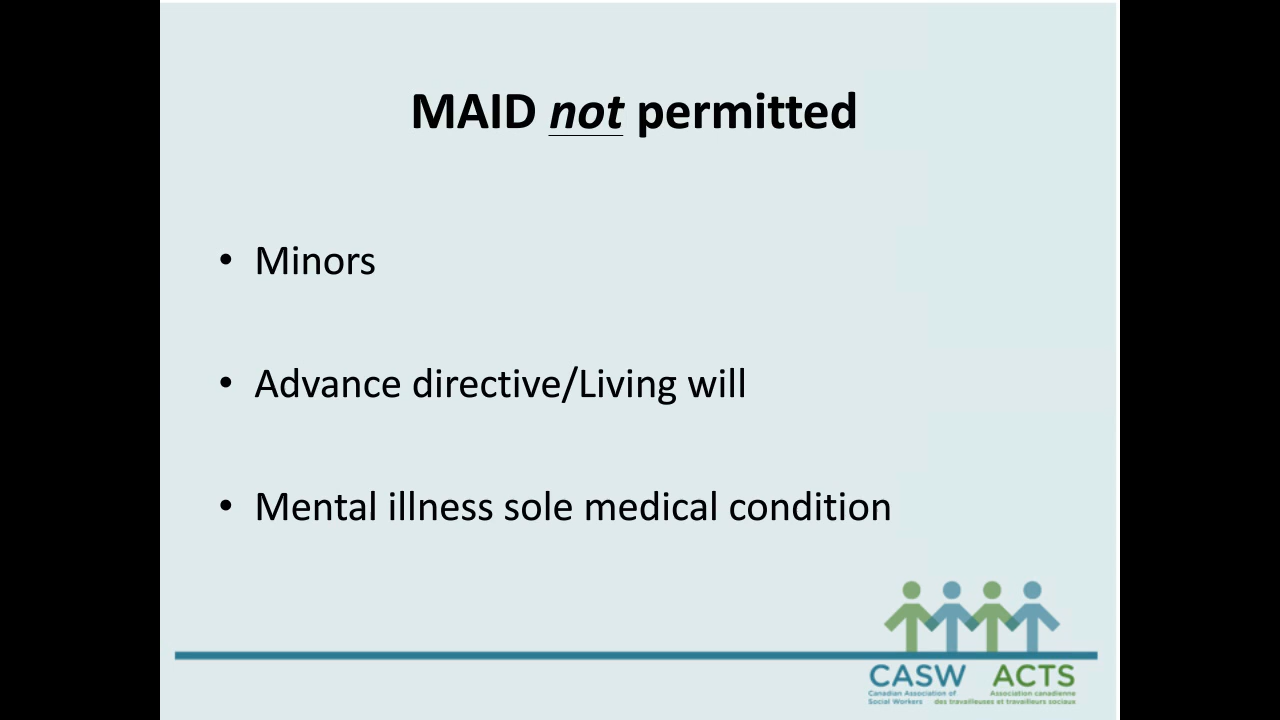 MAID not permitted
• Minors
• Advance directive/Living will
• Mental illness sole medical condition
CASW ACTS
Canadian Association of Association canadienne
Social Workers des travailleuses et travailleurs sociaux